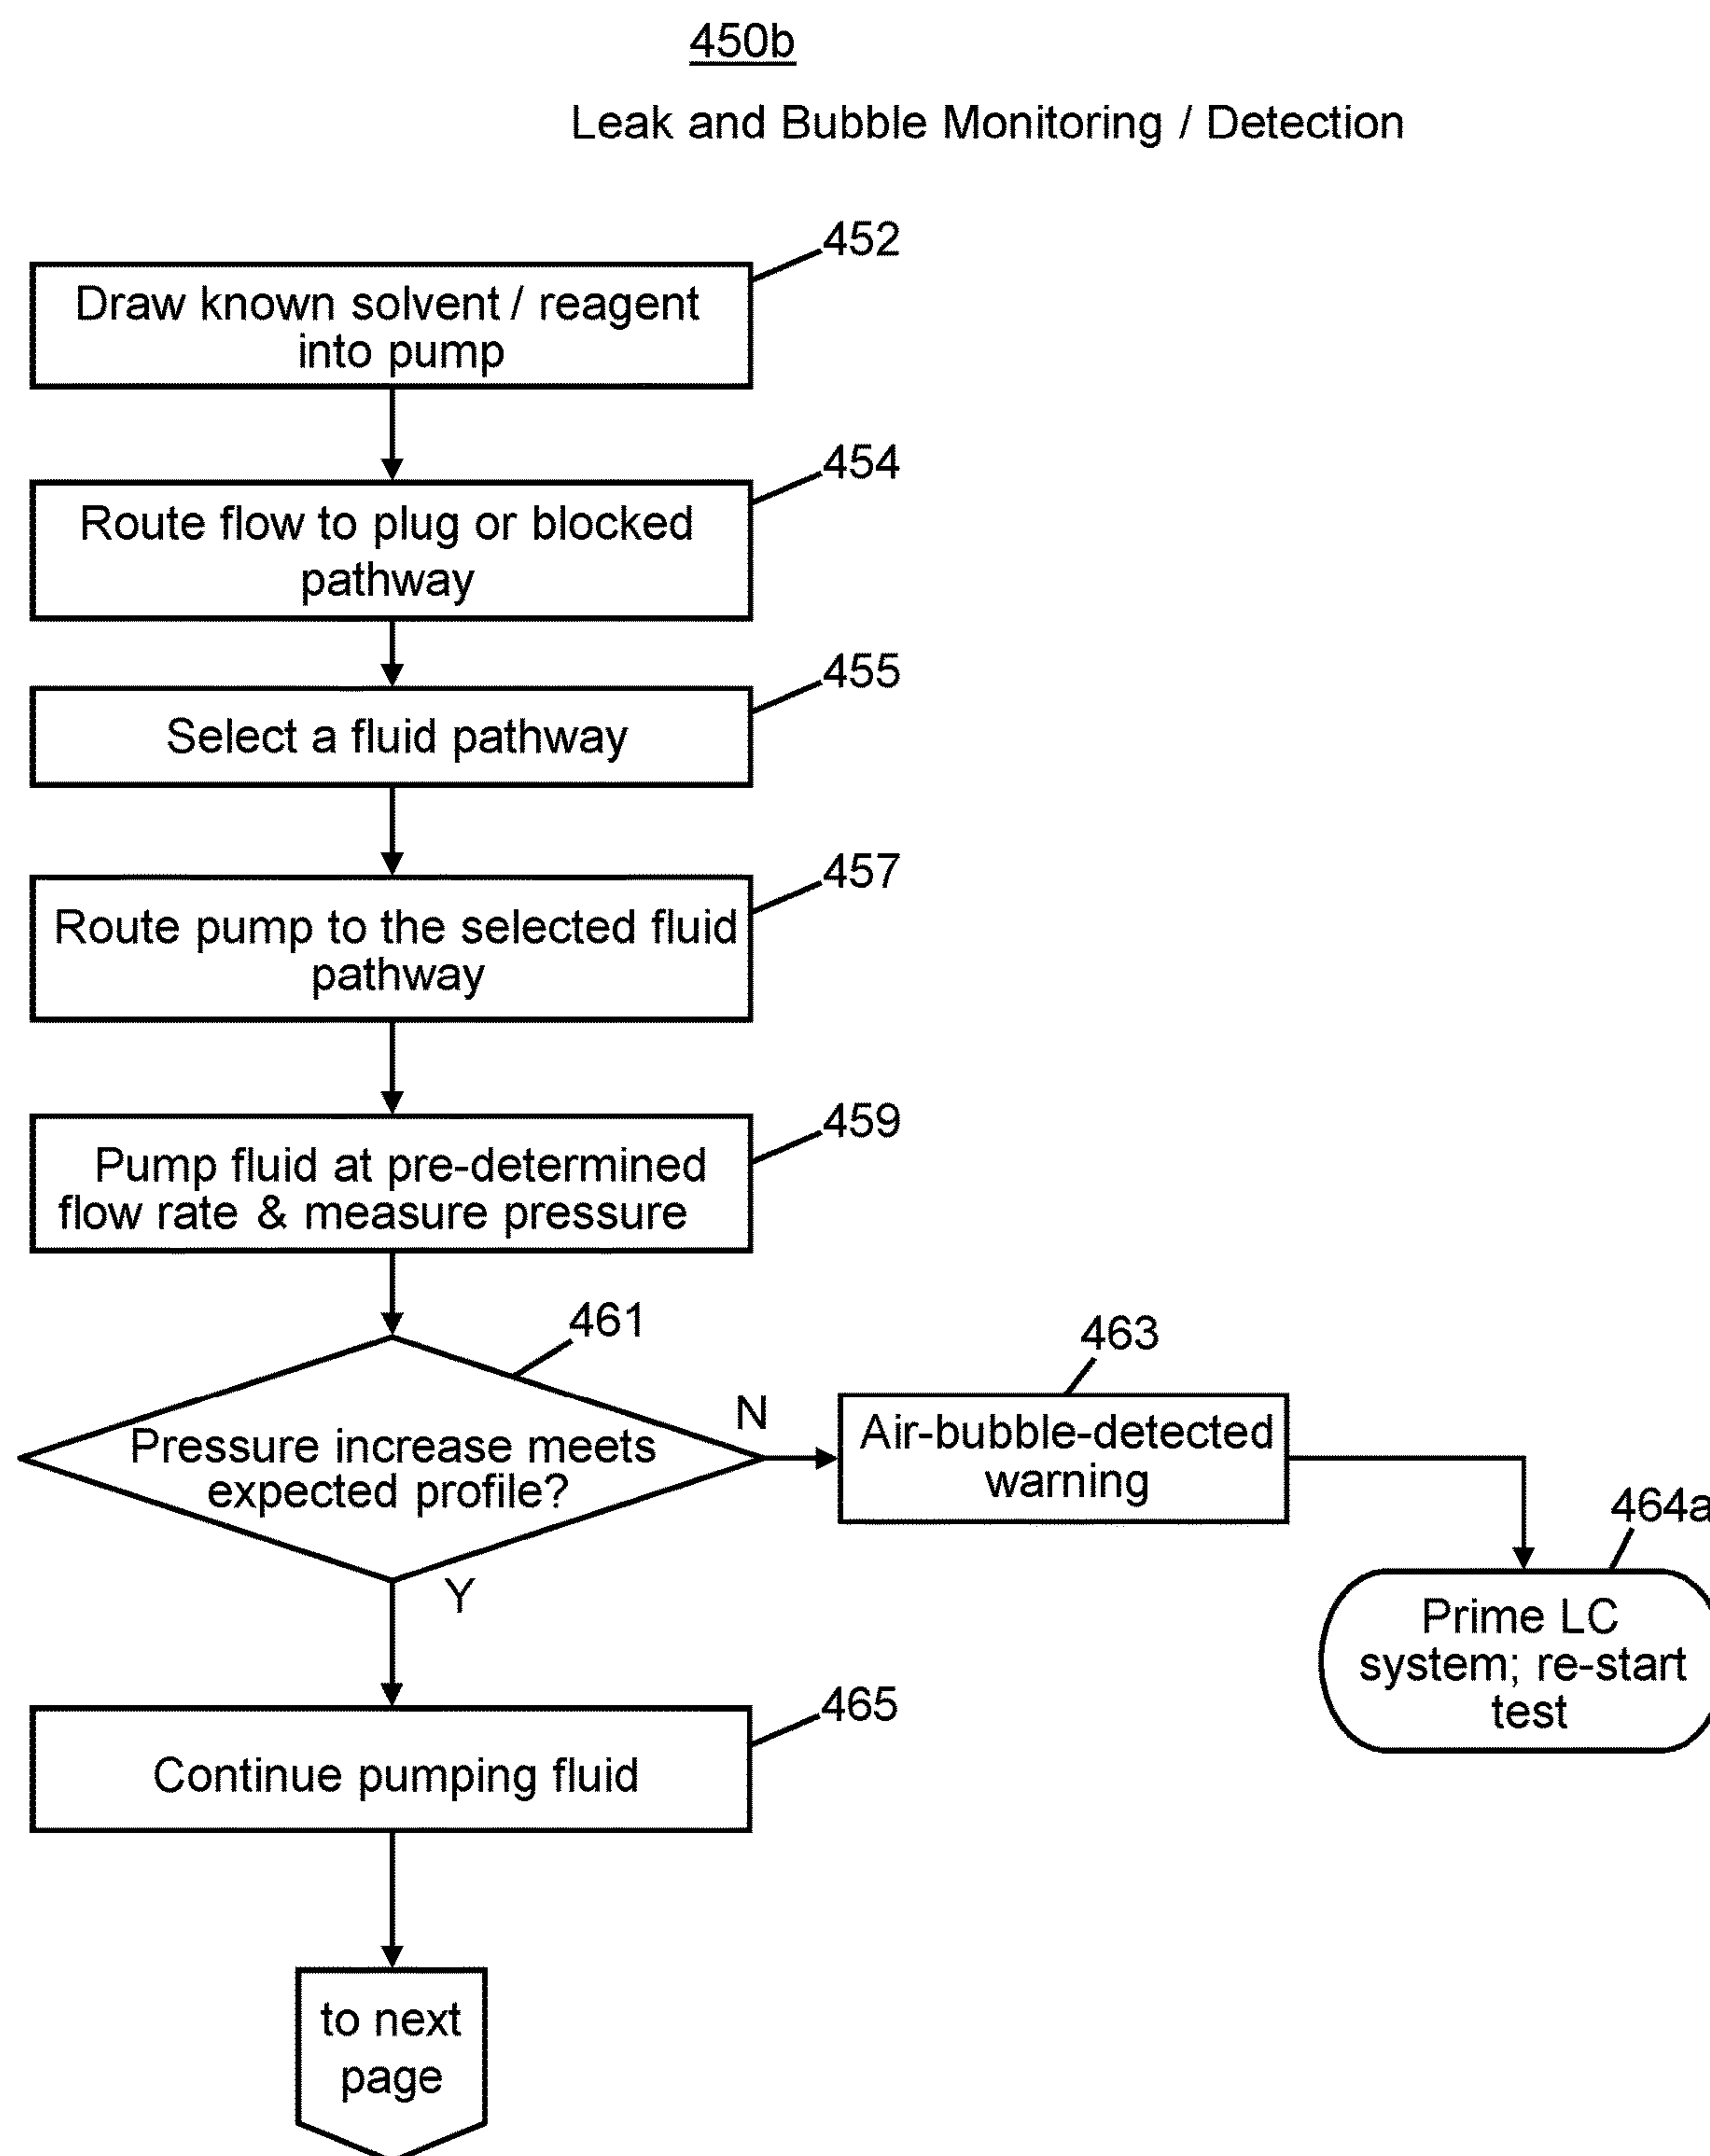 450b
Leak and Bubble Monitoring / Detection
452
Draw known solvent / reagent
into pump
454
Route flow to plug or blocked
pathway
455
Select a fluid pathway
457
Route pump to the selected fluid
pathway
459
Pump fluid at pre-determined
flow rate & measure pressure
461
Pressure increase meets
expected profile?
N
463
Air-bubble-detected
warning
464a
Prime LC
system; re-start
test
Y
465
Continue pumping fluid
to next
page